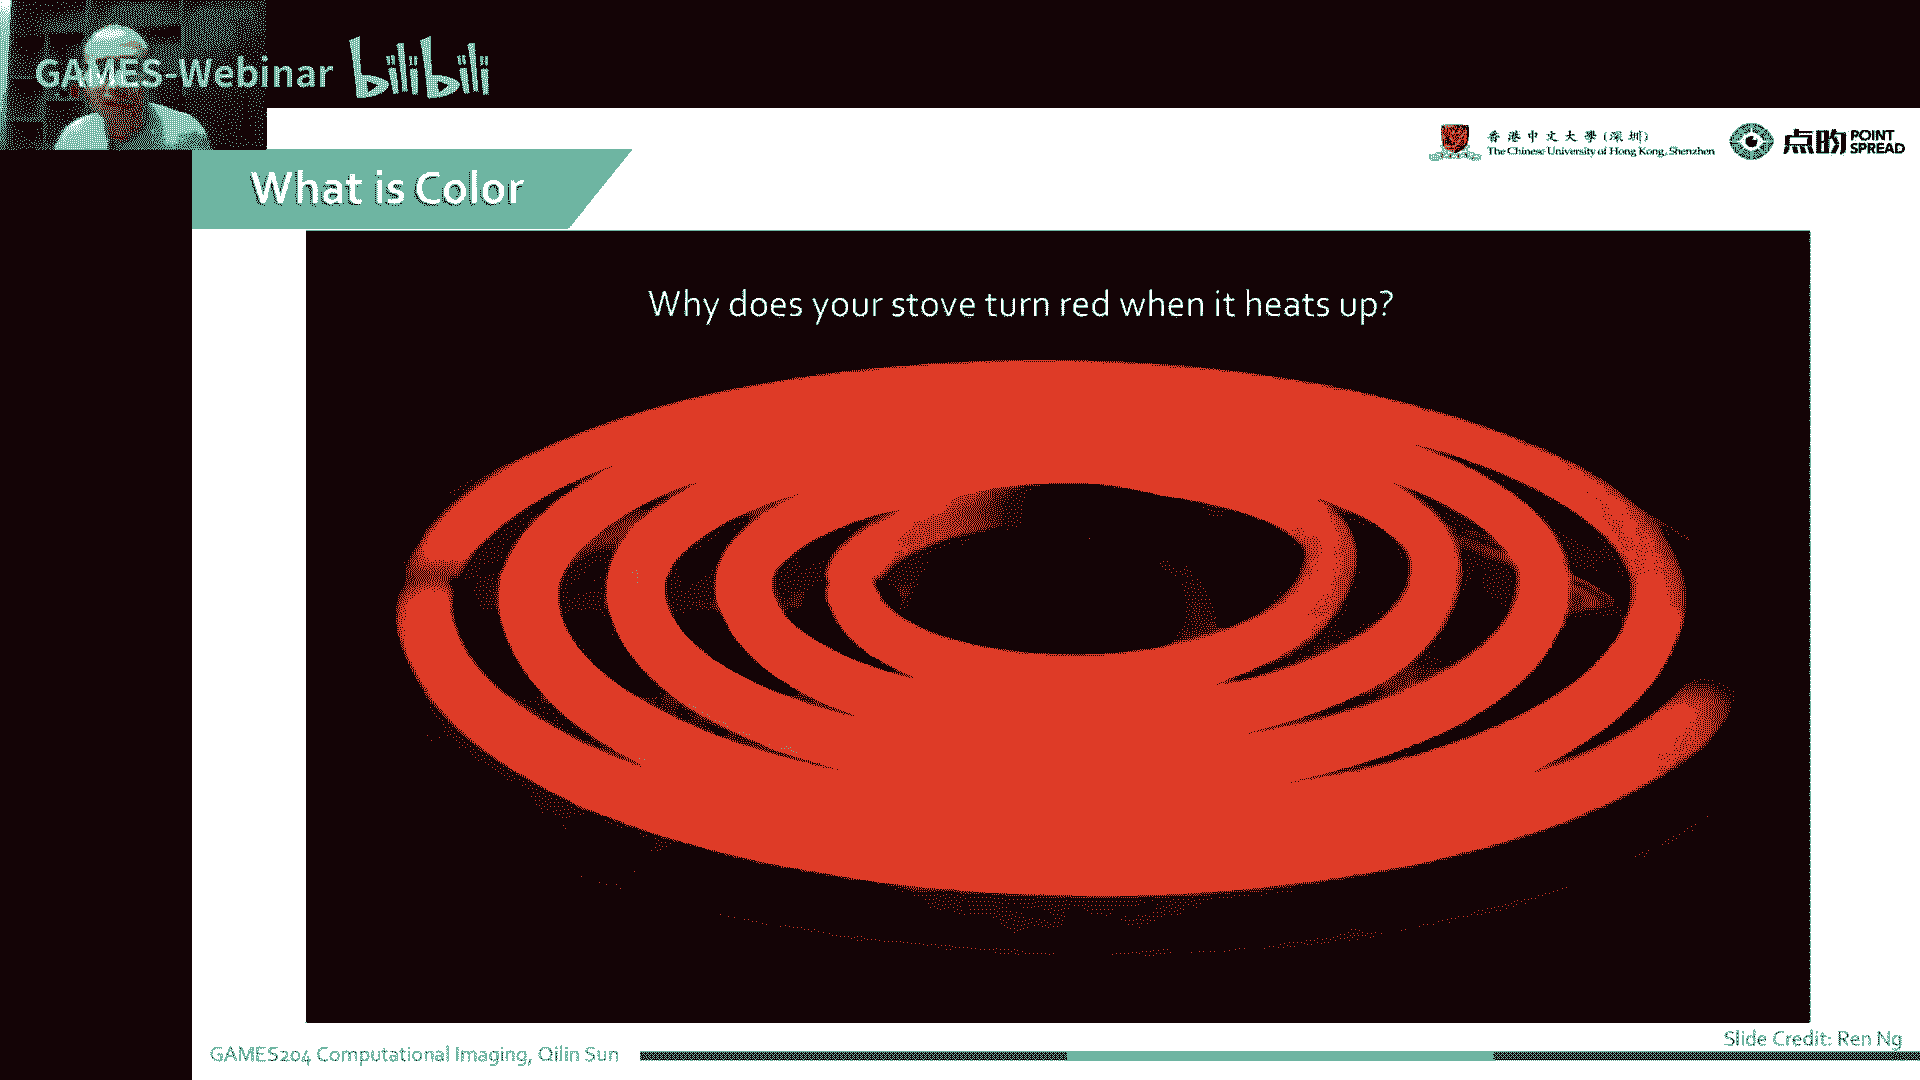 GAMES-Webinar bilibili
香港中文大學(深圳)
The Chinese University of Hong Kong, Shenzhen
点昀 POINT SPREAD
What is Color
Why does your stove turn red when it heats up?
Slide Credit: Ren Ng
GAMES204 Computational Imaging, Qilin Sun